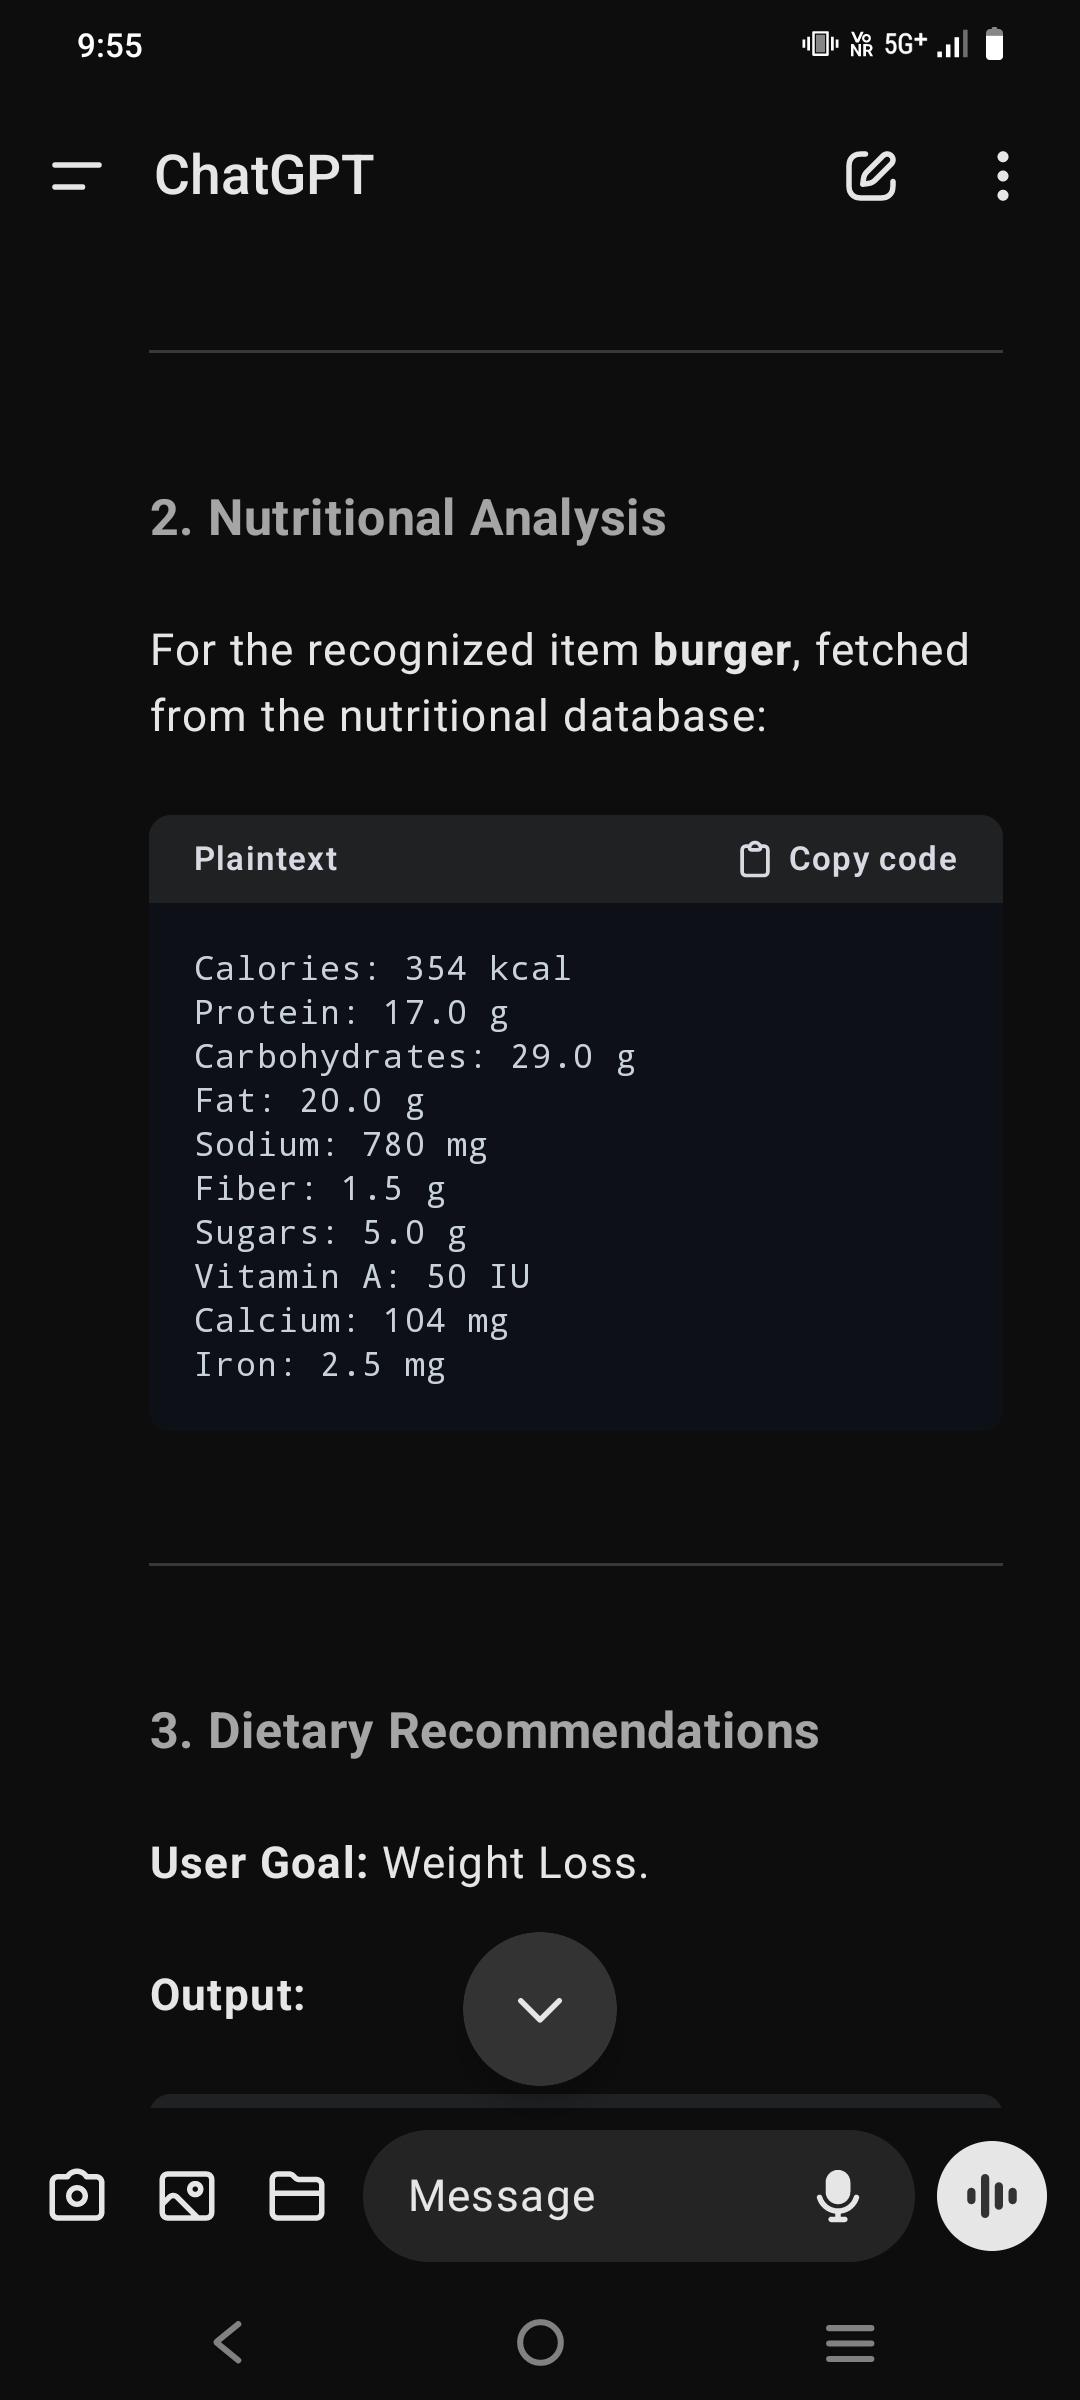 9:55
Vo
NR
5G+
ChatGPT
2. Nutritional Analysis
For the recognized item burger, fetched
from the nutritional database:
Plaintext
Copy code
Calories: 354 kcal
Protein: 17.0 g
Carbohydrates: 29.0 g
Fat: 20.0 g
Sodium: 780 mg
Fiber: 1.5 g
Sugars: 5.0 g
Vitamin A: 50 IU
Calcium: 104 mg
Iron: 2.5 mg
3. Dietary Recommendations
User Goal: Weight Loss.
Output:
Message